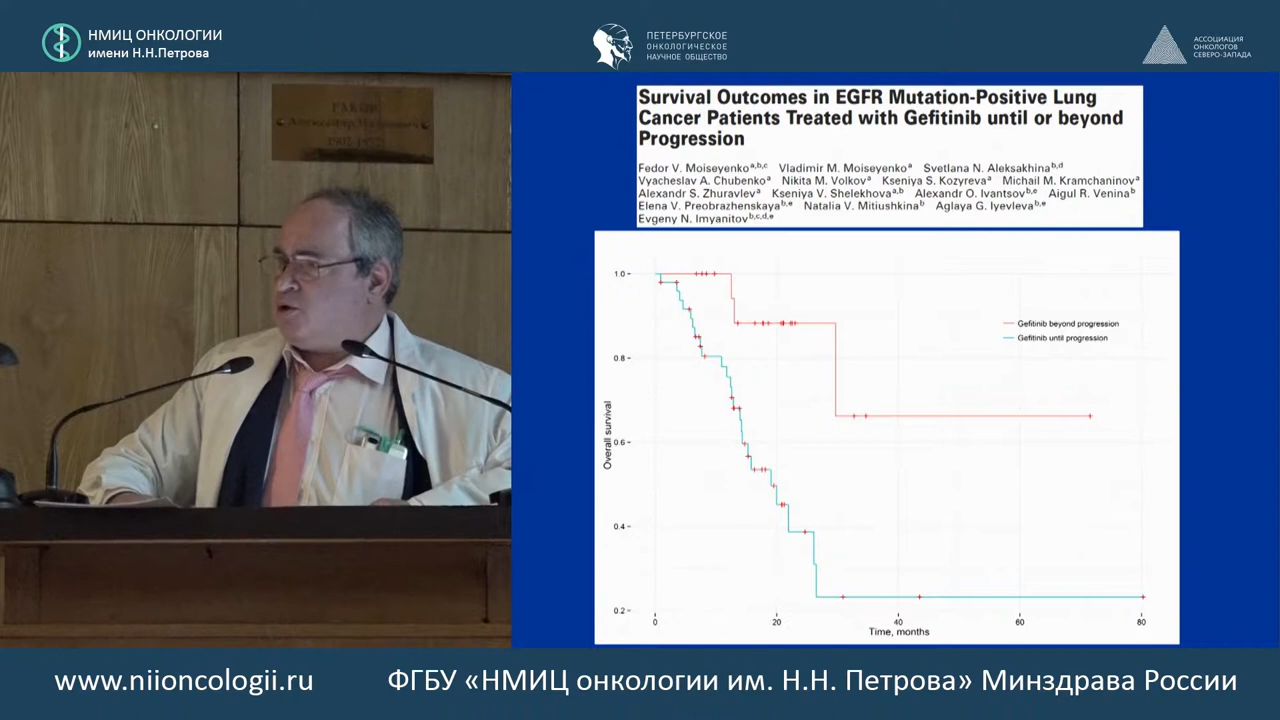 НМИЦ ОНКОЛОГИИ
имени Н.Н.Петрова
ПЕТЕРБУРГСКОЕ
ОНКОЛОГИЧЕСКОЕ
НАУЧНОЕ ОБЩЕСТВО
АССОЦИАЦИЯ
ОНКОЛОГОВ
СЕВЕРО-ЗАПАДА
Survival Outcomes in EGFR Mutation-Positive Lung
Cancer Patients Treated with Gefitinib until or beyond
Progression
Fedor V. Moiseyenko a,b,c Vladimir M. Moiseyenko a Svetlana N. Aleksakhina b,d
Vyacheslav A. Chubenko a Nikita M. Volkov a Kseniya S. Kozyreva a Michail M. Kramchaninov a
Alexandr S. Zhuravlev a Kseniya V. Shelekhova a,b Alexandr O. Ivantsov b,e Aigul R. Venina b
Elena V. Preobrazhenskaya b,e Natalia V. Mitiushkina b Aglaya G. Iyevleva b,e
Evgeny N. Imyanitov b,c,d,e
1.0
0.8
0.6
0.4
0.2
Overall survival
Gefitinib beyond progression
Gefitinib until progression
0 20 40 60 80
Time, months
www.niioncologii.ru
ФГБУ «НМИЦ онкологии им. Н.Н. Петрова» Минздрава России